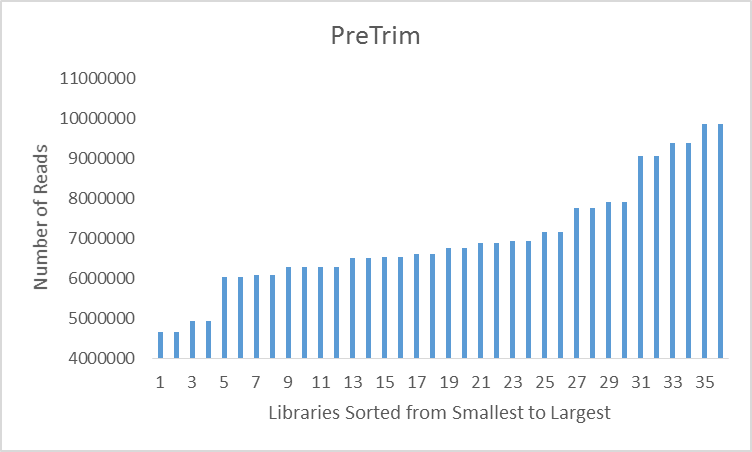 PreTrim
11000000
10000000
9000000
8000000
7000000
6000000
5000000
4000000
Number of Reads
1 3 5 7 9 11 13 15 17 19 21 23 25 27 29 31 33 35
Libraries Sorted from Smallest to Largest